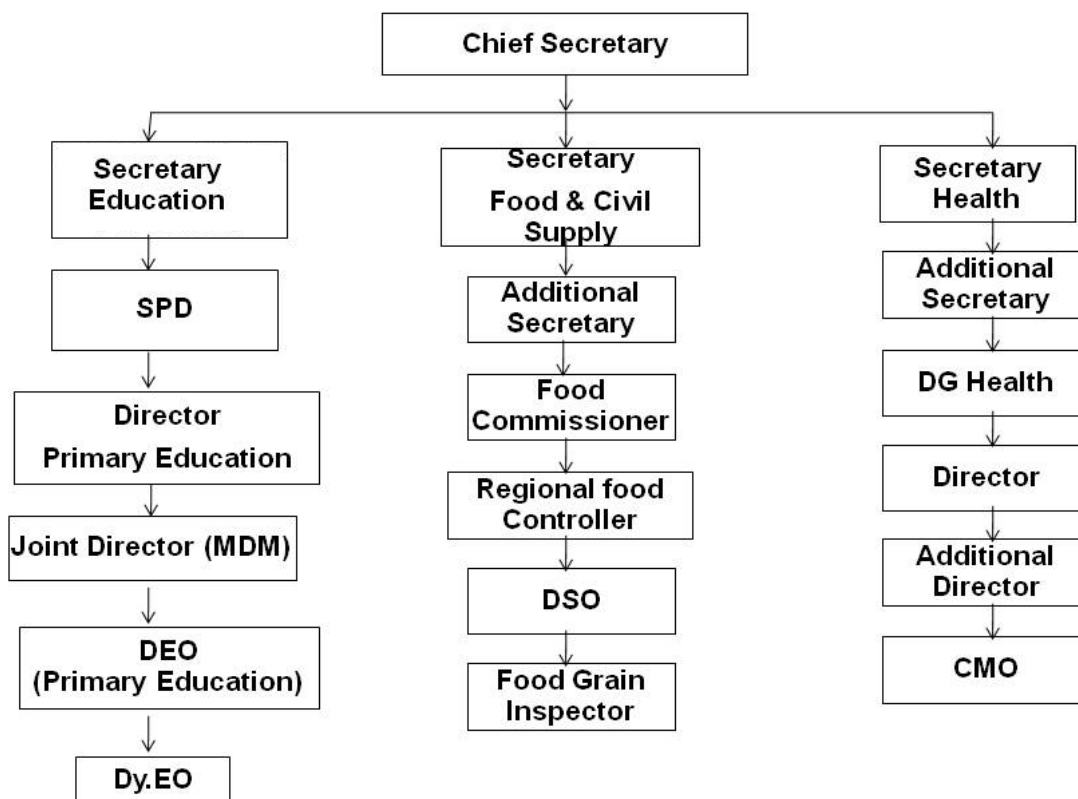 Chief Secretary
Secretary
Education
SPD
Director
Primary Education
Joint Director (MDM)
DEO
(Primary Education)
Dy.EO
Secretary
Food & Civil
Supply
Additional
Secretary
Food
Commissioner
Regional food
Controller
DSO
Food Grain
Inspector
Secretary
Health
Additional
Secretary
DG Health
Director
Additional
Director
CMO